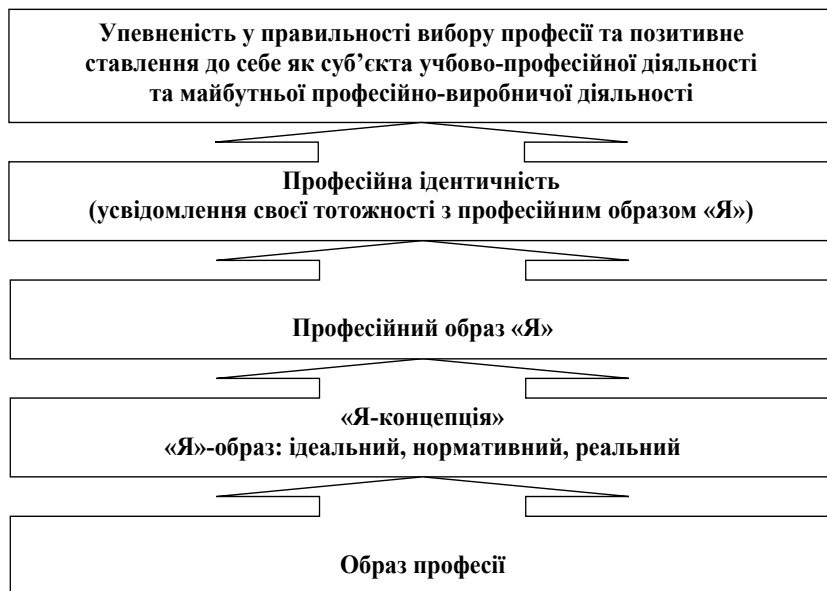 Упевненість у правильності вибору професії та позитивне
ставлення до себе як суб’єкта учбово-професійної діяльності
та майбутньої професійно-виробничої діяльності
Професійна ідентичність
(усвідомлення своєї тотожності з професійним образом «Я»)
Професійний образ «Я»
«Я-концепція»
«Я»-образ: ідеальний, нормативний, реальний
Образ професії